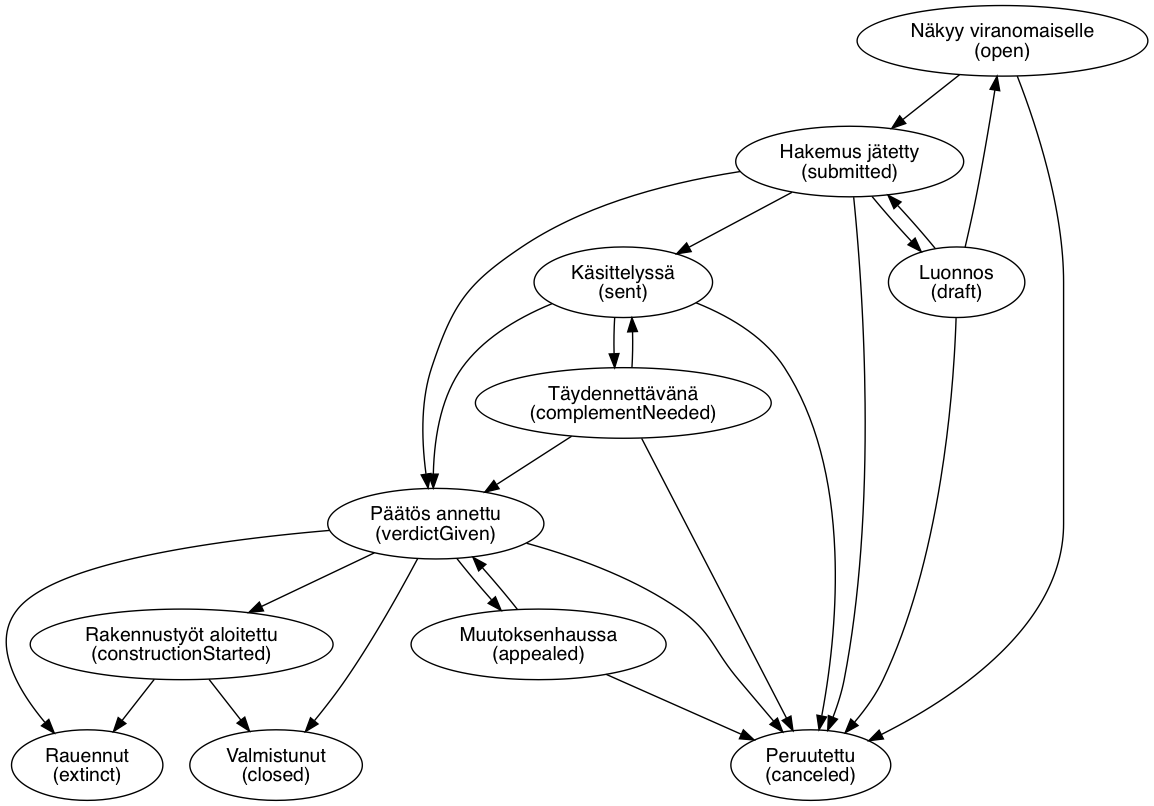 Näkyy viranomaiselle
(open)
Hakemus jätetty
(submitted)
Käsittelyssä
(sent)
Luonnos
(draft)
Täydennettävänä
(complementNeeded)
Päätös annettu
(verdictGiven)
Rakennustyöt aloitettu
(constructionStarted)
Muutoksenhaussa
(appealed)
Rauennut
(extinct)
Valmistunut
(closed)
Peruutettu
(canceled)